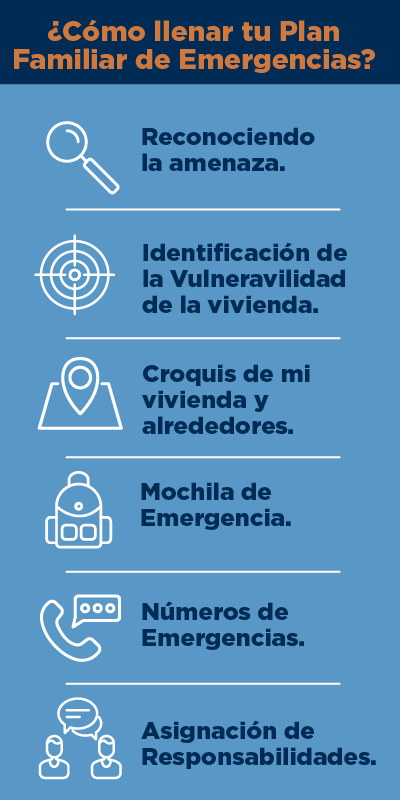 ¿Cómo llenar tu Plan
Familiar de Emergencias?
Reconociendo
la amenaza.
Identificación de
la Vulneravilidad
de la vivienda.
Croquis de mi
vivienda y
alrededores.
Mochila de
Emergencia.
Números de
Emergencias.
Asignación de
Responsabilidades.